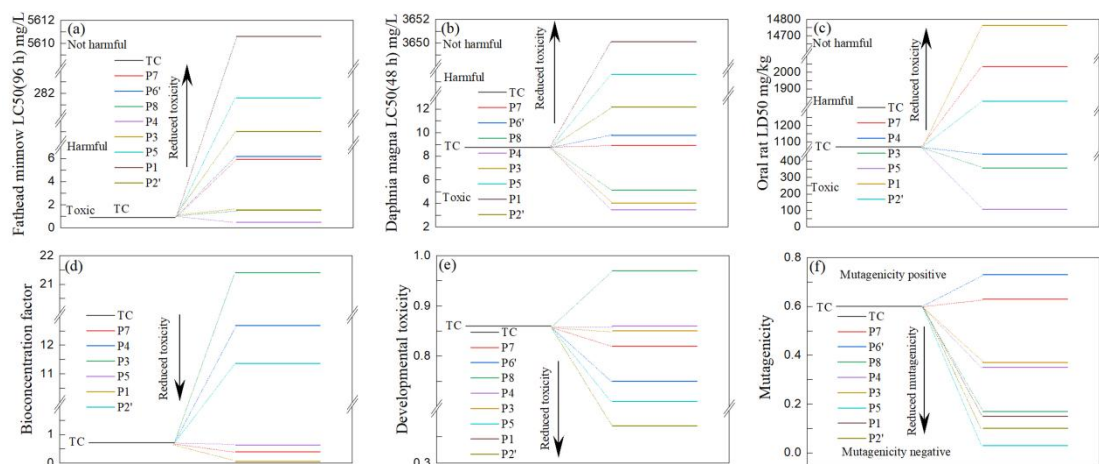 (a)
Fathead minnow LC50(96 h) mg/L
5612
5610
282
6
4
2
0
Not harmful
Harmful
Toxic
TC
Reduced toxicity
TC
P7
P6'
P8
P4
P3
P5
P1
P2'
(b)
Daphnia magna LC50(48 h) mg/L
3652
3650
12
10
8
6
4
2
Not harmful
Harmful
Toxic
TC
Reduced toxicity
TC
P7
P6'
P8
P4
P3
P5
P1
P2'
(c)
Oral rat LD50 mg/kg
14800
14700
2000
1900
1200
1100
400
300
200
100
0
Not harmful
Harmful
Toxic
TC
Reduced toxicity
TC
P7
P4
P3
P5
P1
P2'
(d)
Bioconcentration factor
22
21
12
11
1
0
TC
Reduced toxicity
TC
P7
P4
P3
P5
P1
P2'
(e)
Developmental toxicity
1.0
0.9
0.8
0.3
TC
Reduced toxicity
TC
P7
P6'
P8
P4
P3
P5
P1
P2'
(f)
Mutagenicity
0.8
0.6
0.4
0.2
0.0
Mutagenicity positive
TC
Reduced mutagenicity
TC
P7
P6'
P8
P4
P3
P5
P1
P2'
Mutagenicity negative